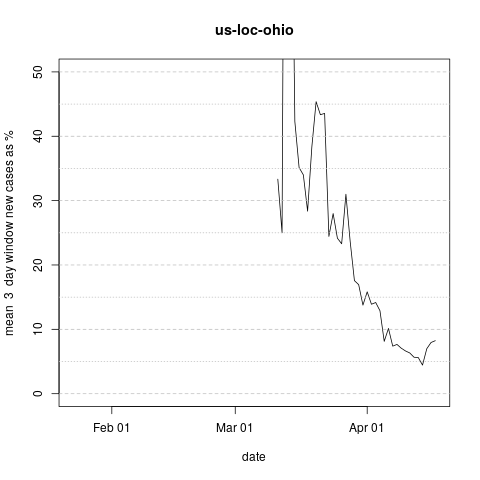 us-loc-ohio
mean 3 day window new cases as %
50
40
30
20
10
0
Feb 01
Mar 01
Apr 01
date